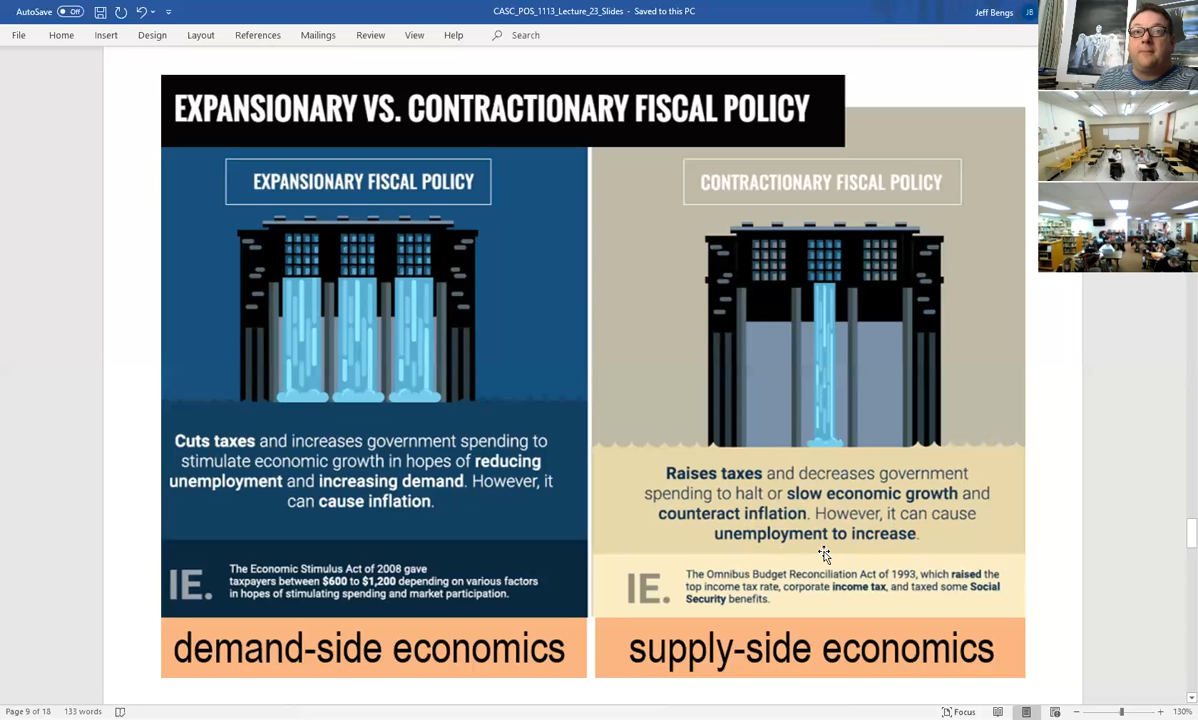 AutoSave Off CASC_POS_1113_Lecture_23_Slides - Saved to this PC Jeff Bengs JB
File Home Insert Design Layout References Mailings Review View Help Search
EXPANSIONARY VS. CONTRACTIONARY FISCAL POLICY
EXPANSIONARY FISCAL POLICY
Cuts taxes and increases government spending to
stimulate economic growth in hopes of reducing
unemployment and increasing demand. However, it
can cause inflation.
IE.
The Economic Stimulus Act of 2008 gave
taxpayers between $600 to $1,200 depending on various factors
in hopes of stimulating spending and market participation.
demand-side economics
CONTRACTIONARY FISCAL POLICY
Raises taxes and decreases government
spending to halt or slow economic growth and
counteract inflation. However, it can cause
unemployment to increase.
IE.
The Omnibus Budget Reconciliation Act of 1993, which raised the
top income tax rate, corporate income tax, and taxed some Social
Security benefits.
supply-side economics
Page 9 of 18 133 words Focus 130%